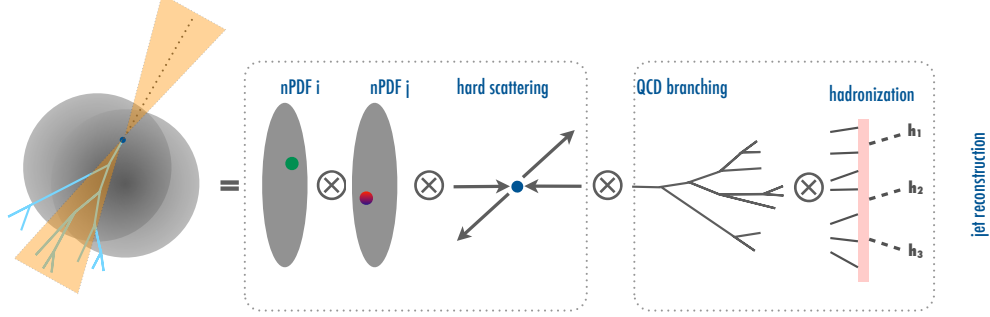 nPDF i
nPDF j
hard scattering
QCD branching
hadronization
h₁
h₂
h₃
jet reconstruction